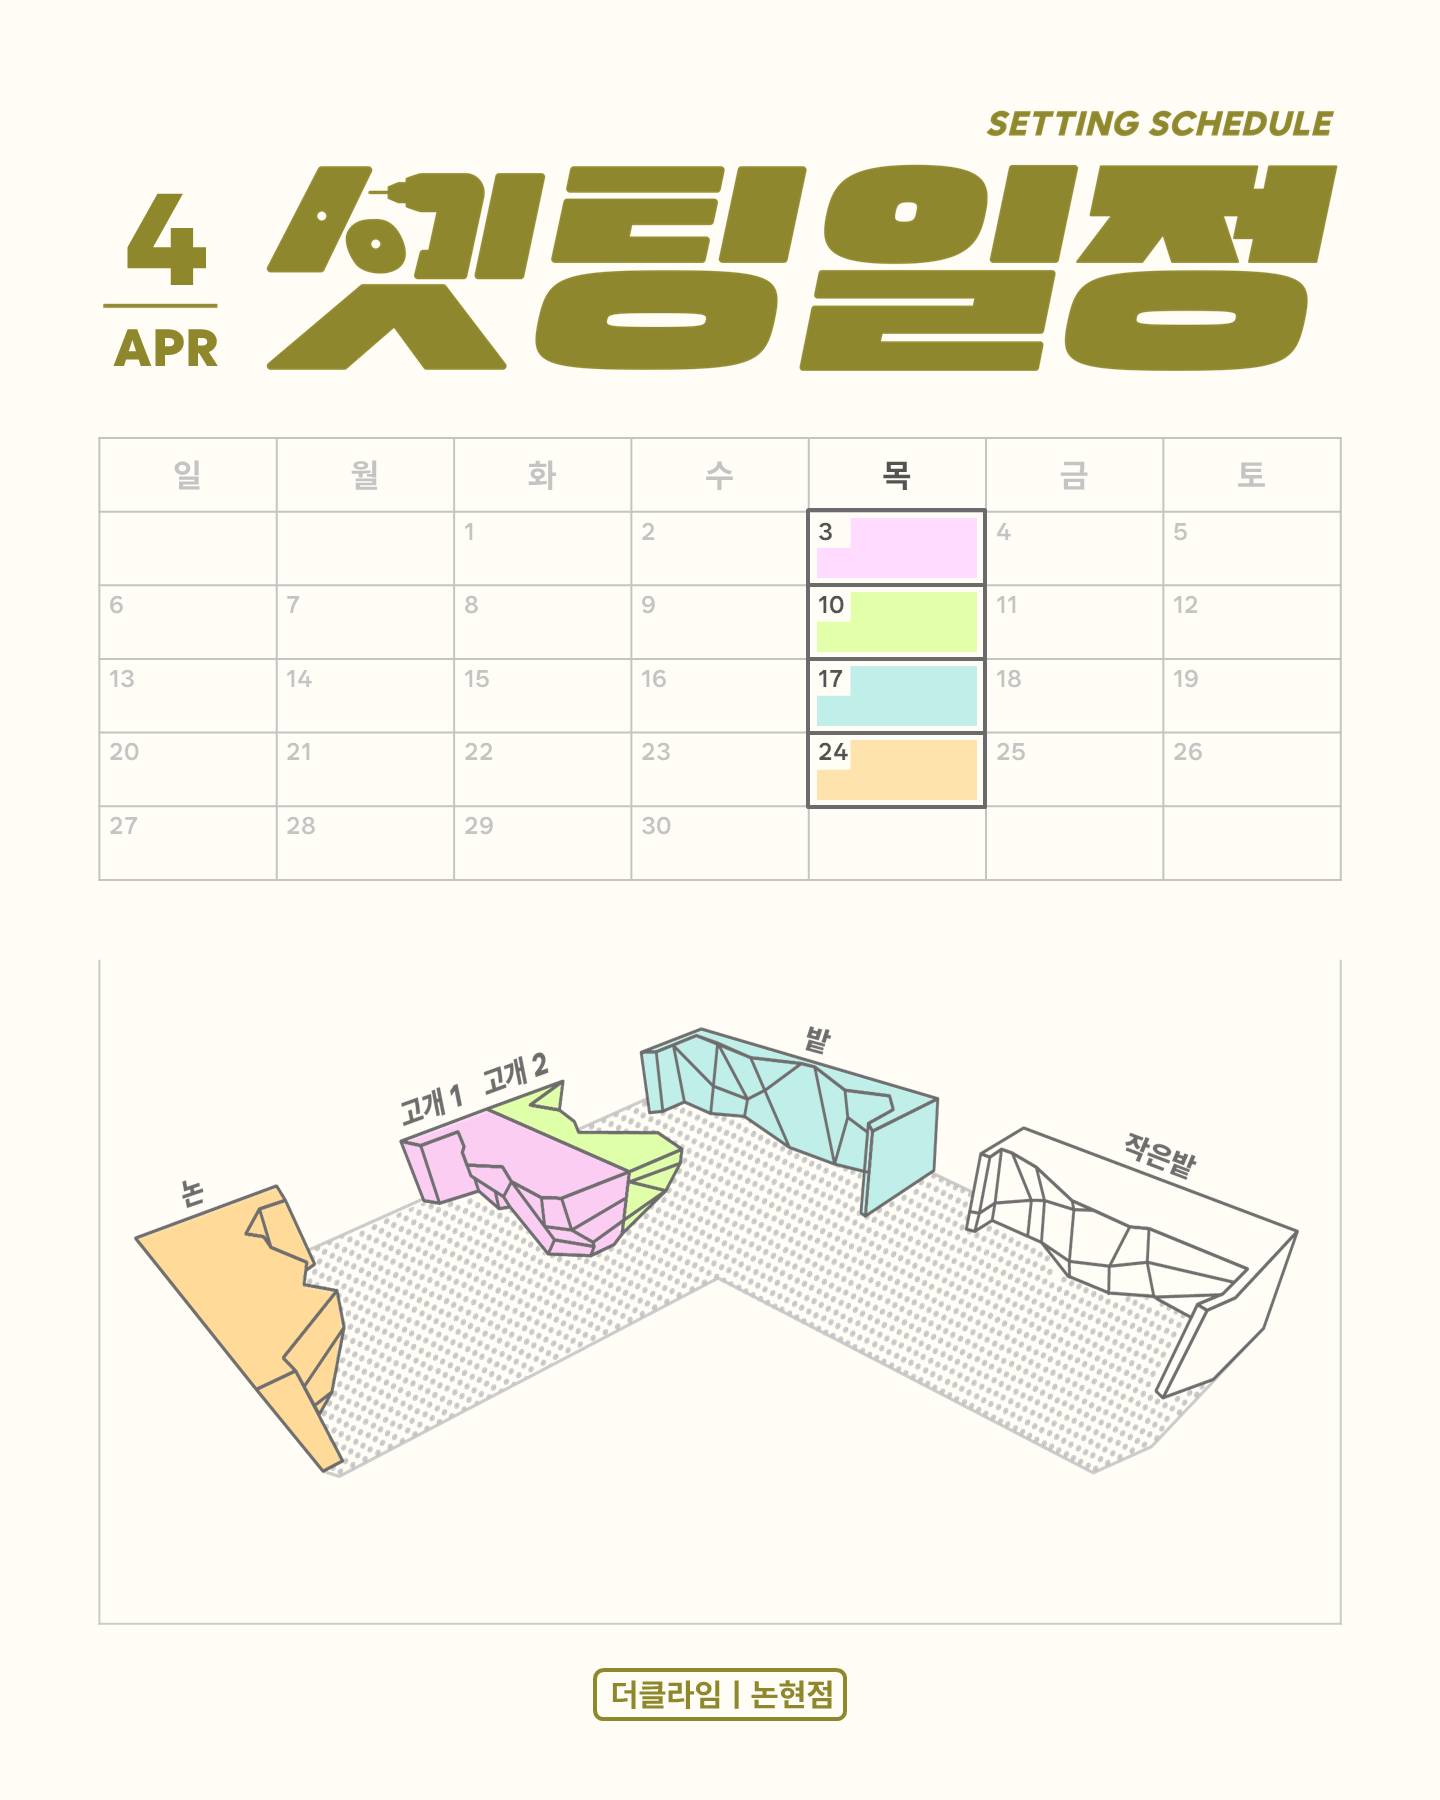 SETTING SCHEDULE
4
APR
셋팅일정
일 월 화 수 목 금 토
1 2 3 4 5
6 7 8 9 10 11 12
13 14 15 16 17 18 19
20 21 22 23 24 25 26
27 28 29 30
논
고개 1
고개 2
밭
작은밭
더클라임 | 논현점